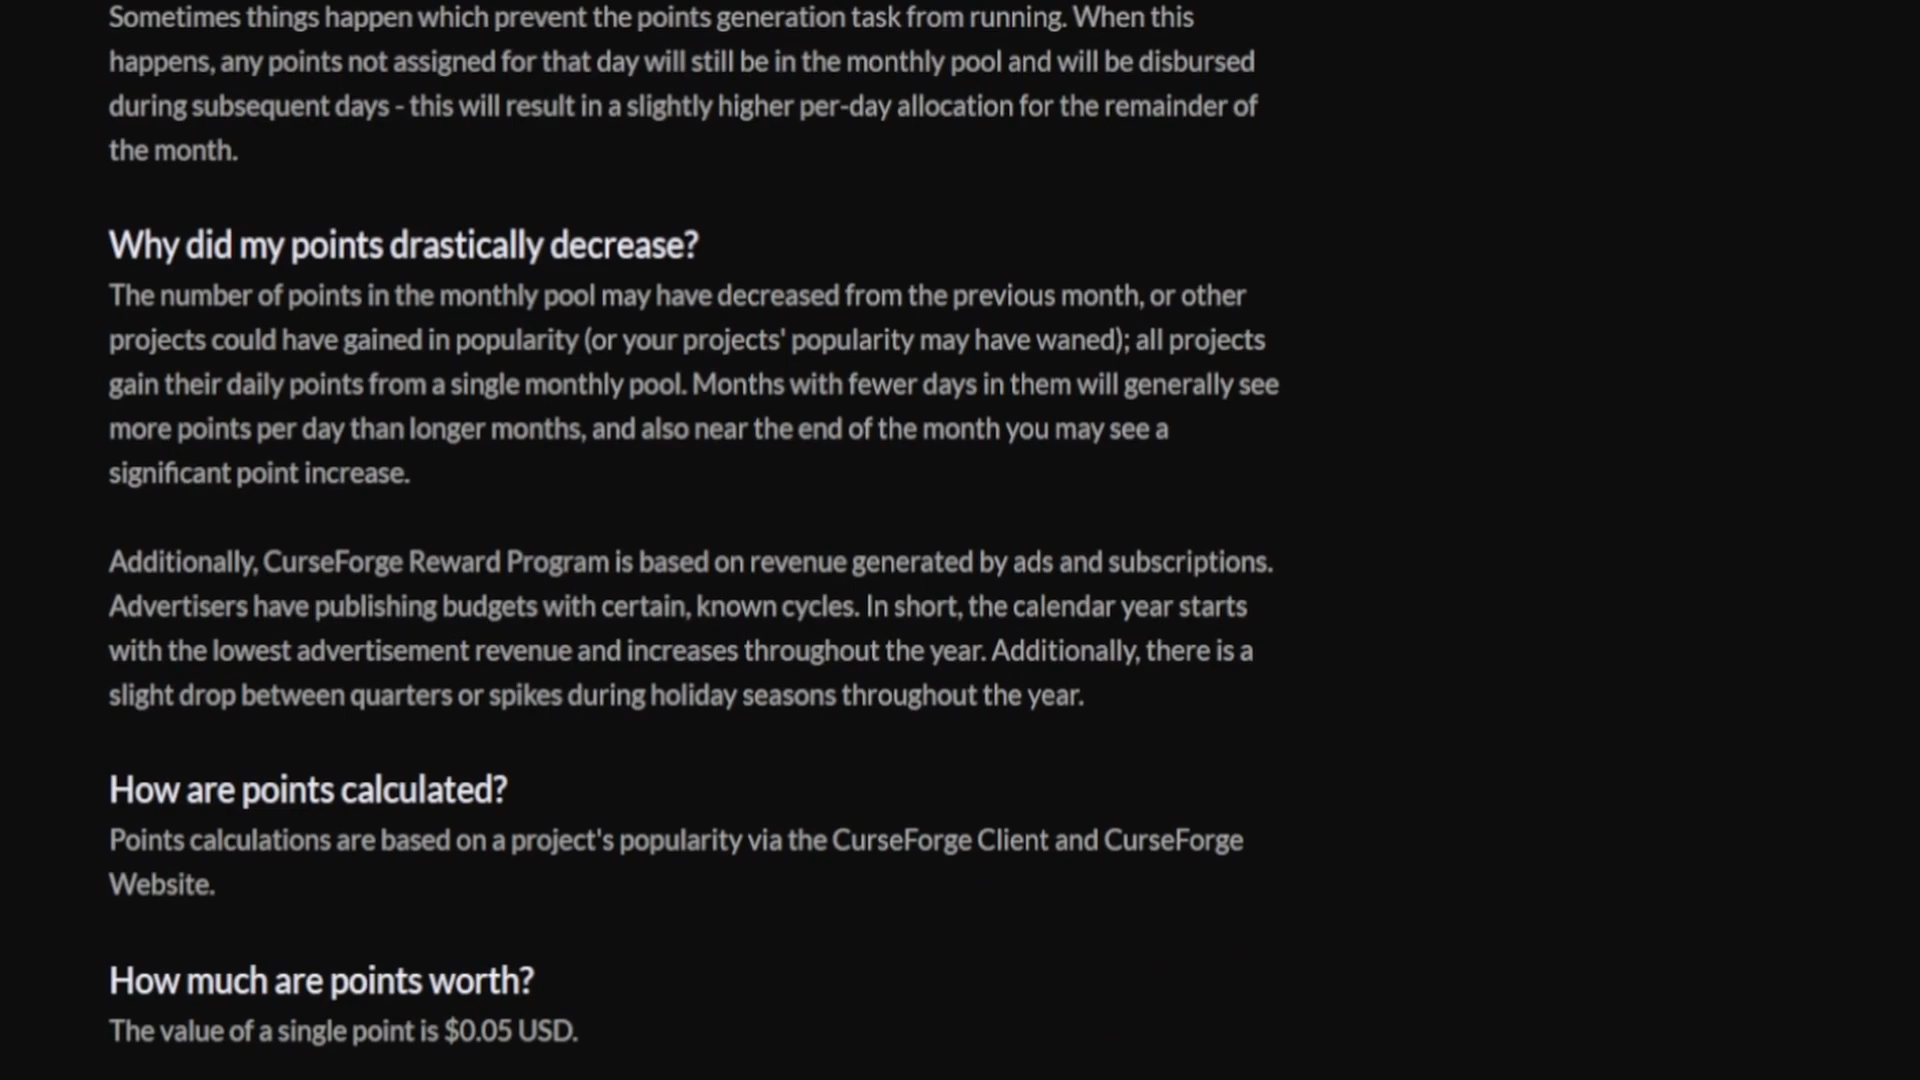 Sometimes things happen which prevent the points generation task from running. When this
happens, any points not assigned for that day will still be in the monthly pool and will be disbursed
during subsequent days - this will result in a slightly higher per-day allocation for the remainder of
the month.
Why did my points drastically decrease?
The number of points in the monthly pool may have decreased from the previous month, or other
projects could have gained in popularity (or your projects' popularity may have waned); all projects
gain their daily points from a single monthly pool. Months with fewer days in them will generally see
more points per day than longer months, and also near the end of the month you may see a
significant point increase.
Additionally, CurseForge Reward Program is based on revenue generated by ads and subscriptions.
Advertisers have publishing budgets with certain, known cycles. In short, the calendar year starts
with the lowest advertisement revenue and increases throughout the year. Additionally, there is a
slight drop between quarters or spikes during holiday seasons throughout the year.
How are points calculated?
Points calculations are based on a project's popularity via the CurseForge Client and CurseForge
Website.
How much are points worth?
The value of a single point is $0.05 USD.